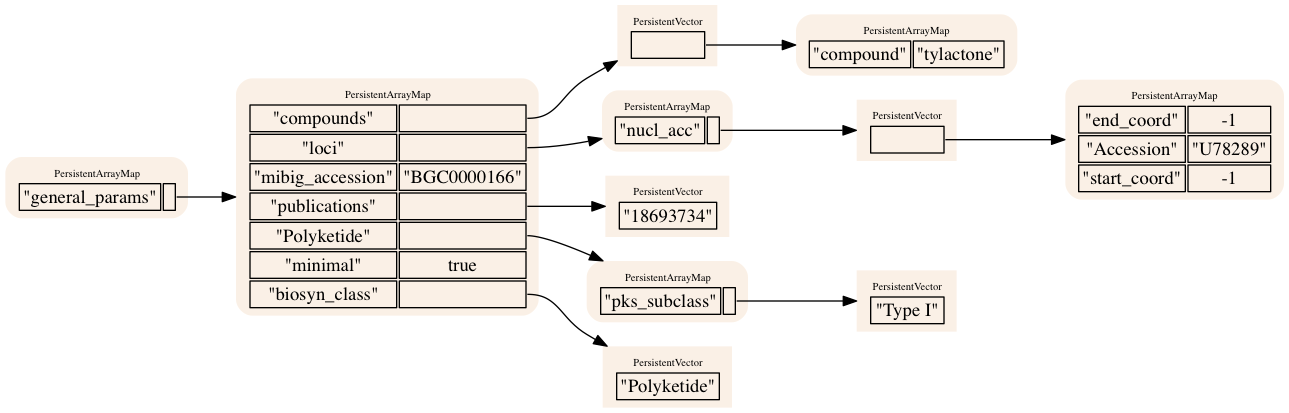 PersistentArrayMap
"general_params"
PersistentArrayMap
"compounds"
"loci"
"mibig_accession" "BGC0000166"
"publications"
"Polyketide"
"minimal" true
"biosyn_class"
PersistentVector
PersistentArrayMap
"compound" "tylactone"
PersistentArrayMap
"nucl_acc"
PersistentVector
PersistentArrayMap
"end_coord" -1
"Accession" "U78289"
"start_coord" -1
PersistentVector
"18693734"
PersistentArrayMap
"pks_subclass"
PersistentVector
"Type I"
PersistentVector
"Polyketide"